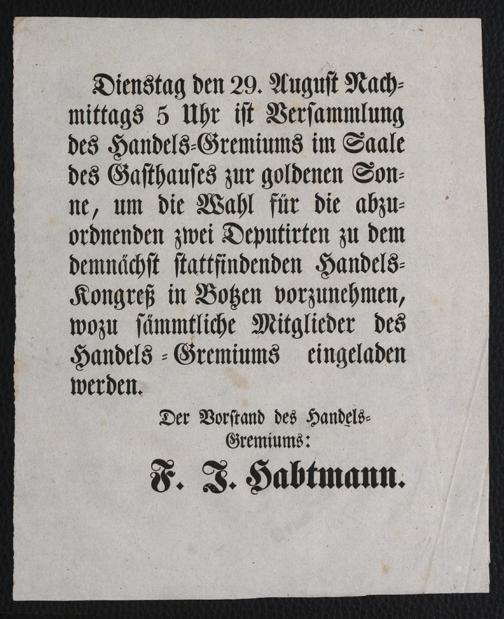 Dienstag den 29. August Nach-
mittags 5 Uhr ist Versammlung
des Handels-Gremiums im Saale
des Gasthauses zur goldenen Son-
ne, um die Wahl für die abzu-
ordnenden zwei Deputirten zu dem
demnächst stattfindenden Handels-
Kongreß in Botzen vorzunehmen,
wozu sämmtliche Mitglieder des
Handels-Gremiums eingeladen
werden.
Der Vorstand des Handels-
Gremiums:
F. J. Habtmann.